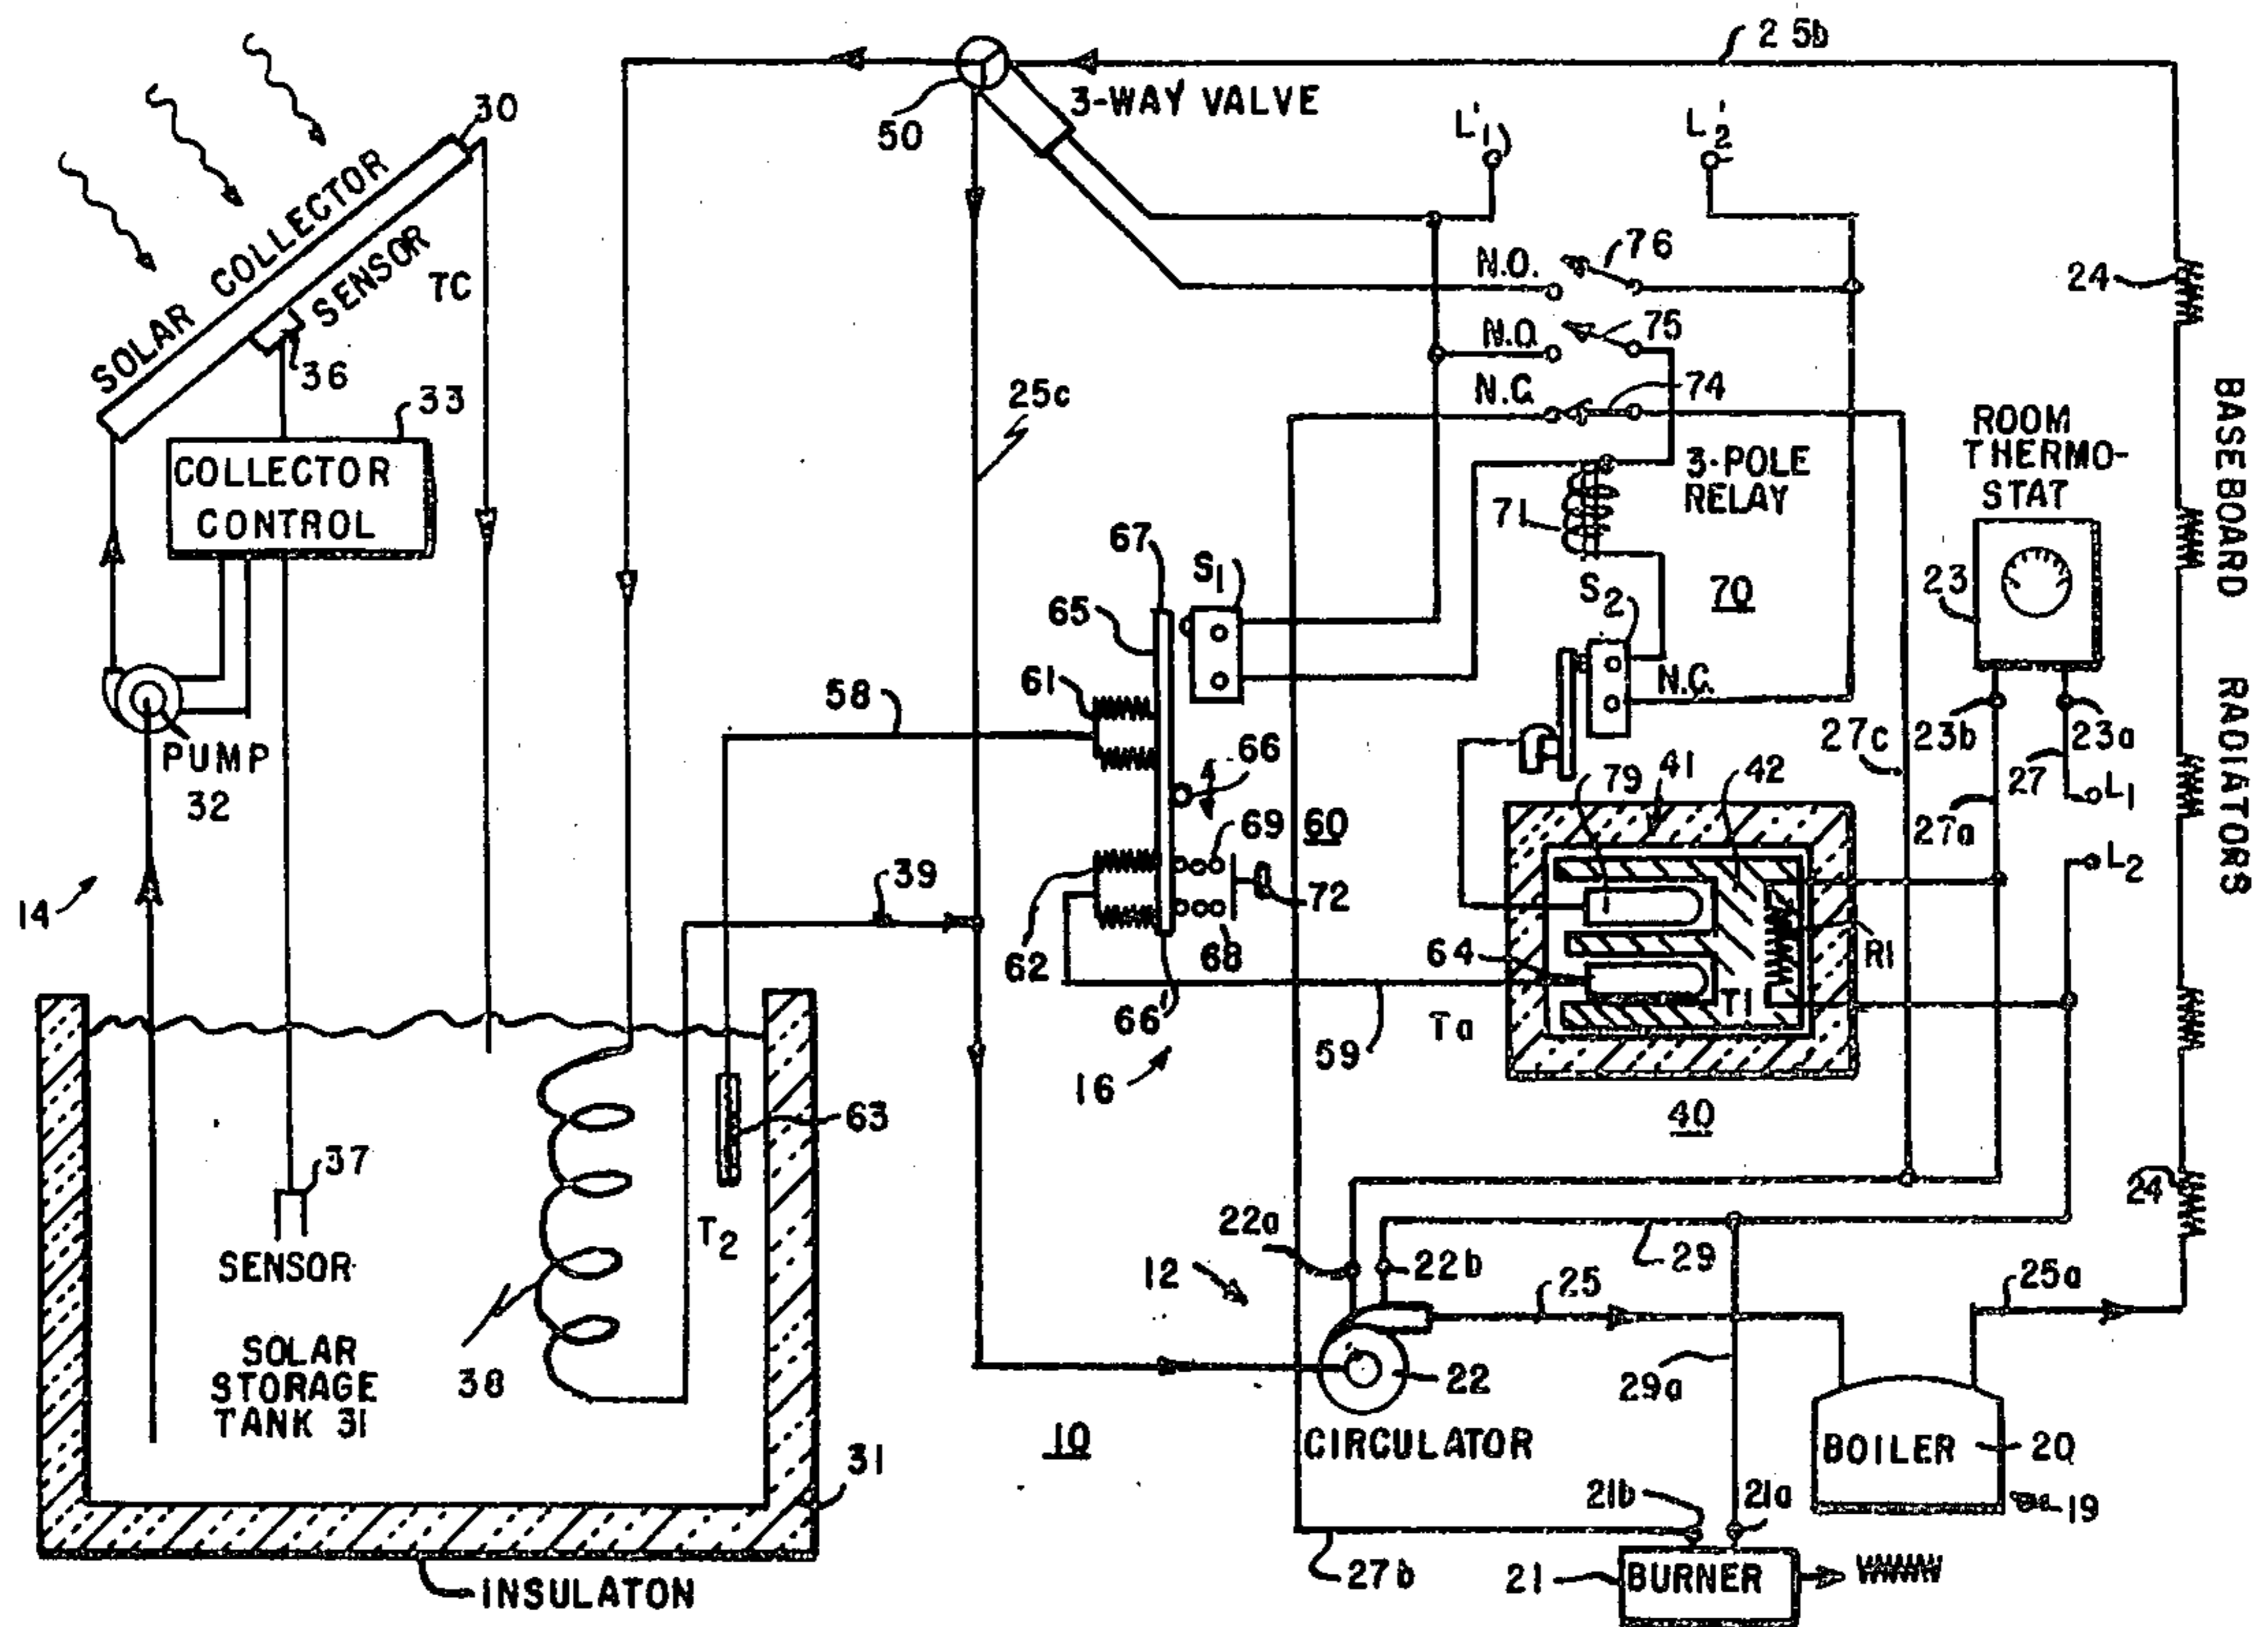 2 5b
3-WAY VALVE
50
L'1
L'2
30
SOLAR COLLECTOR
SENSOR
TC
36
33
COLLECTOR
CONTROL
25c
N.O.
76
N.O.
75
N.C.
74
3-POLE
RELAY
71
70
24
BASEBOARD RADIATORS
ROOM
THERMO-
STAT
23
23b
23a
27
27a
27c
L1
L2
67
S1
65
61
58
S2
N.C.
66
69
60
72
68
62
66'
16
59
79
41
42
64
T1
R1
Ta
40
PUMP
32
14
39
63
T2
37
SENSOR
38
SOLAR
STORAGE
TANK 31
31
INSULATON
10
12
22a
22b
29
25
25a
24
22
CIRCULATOR
29a
BOILER
20
19
21b
21a
27b
21
BURNER